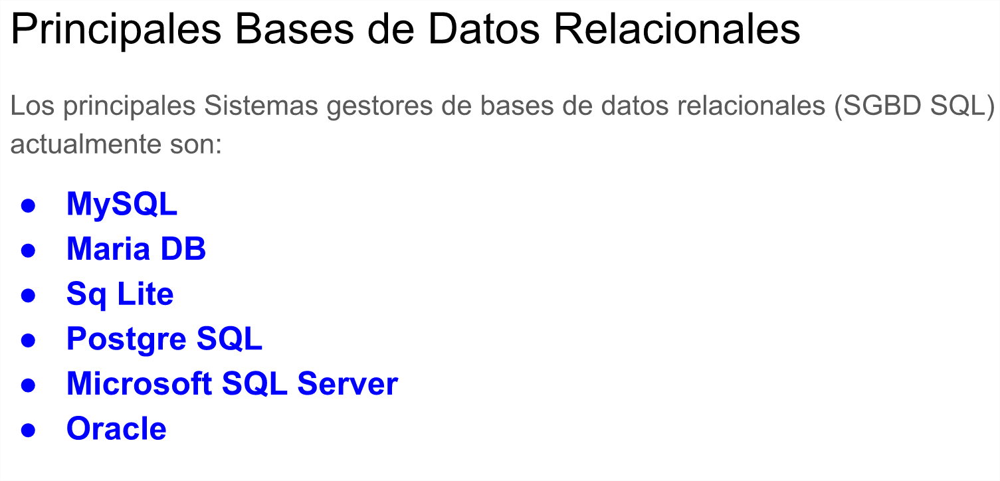 Principales Bases de Datos Relacionales
Los principales Sistemas gestores de bases de datos relacionales (SGBD SQL)
actualmente son:
● MySQL
● Maria DB
● Sq Lite
● Postgre SQL
● Microsoft SQL Server
● Oracle